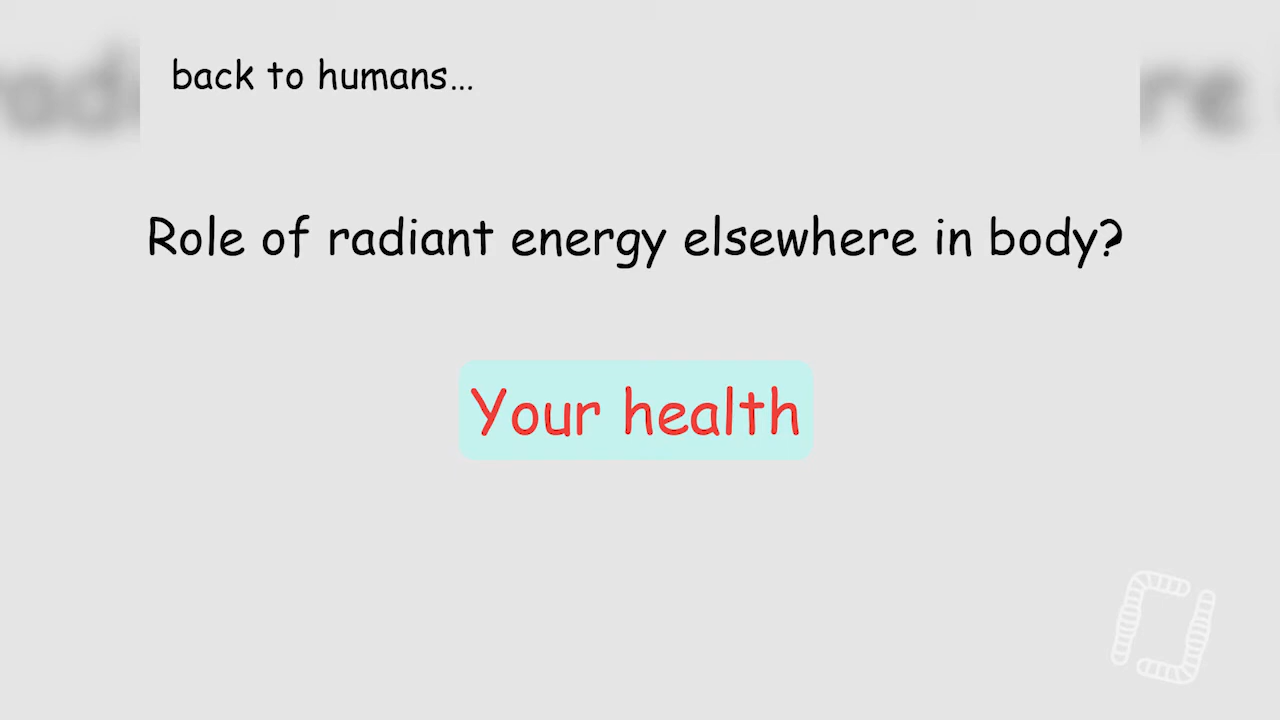 back to humans...
Role of radiant energy elsewhere in body?
Your health